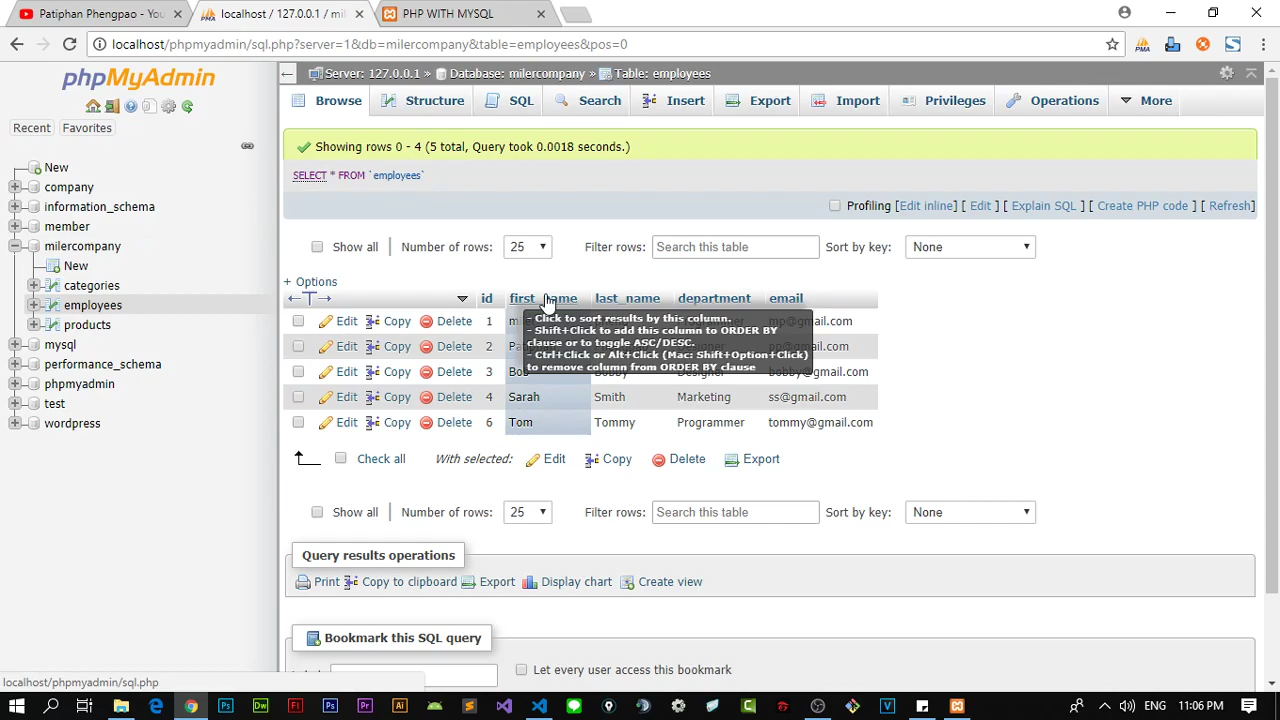 Patiphan Phengpao - You
localhost / 127.0.0.1 / mil
PHP WITH MYSQL
localhost/phpmyadmin/sql.php?server=1&db=milercompany&table=employees&pos=0
phpMyAdmin
Recent
Favorites
New
company
information_schema
member
milercompany
New
categories
employees
products
mysql
performance_schema
phpmyadmin
test
wordpress
Server: 127.0.0.1 » Database: milercompany » Table: employees
Browse Structure SQL Search Insert Export Import Privileges Operations More
Showing rows 0 - 4 (5 total, Query took 0.0018 seconds.)
SELECT * FROM `employees`
Profiling [Edit inline] [ Edit ] [ Explain SQL ] [ Create PHP code ] [ Refresh]
Show all Number of rows: 25 Filter rows: Search this table Sort by key: None
+ Options
id first_name last_name department email
Edit Copy Delete 1 mp@gmail.com
Edit Copy Delete 2 pp@gmail.com
Edit Copy Delete 3 Bob Bobby bobby@gmail.com
Edit Copy Delete 4 Sarah Smith Marketing ss@gmail.com
Edit Copy Delete 6 Tom Tommy Programmer tommy@gmail.com
- Click to sort results by this column.
- Shift+Click to add this column to ORDER BY
clause or to toggle ASC/DESC.
- Ctrl+Click or Alt+Click (Mac: Shift+Option+Click)
to remove column from ORDER BY clause
Check all With selected: Edit Copy Delete Export
Show all Number of rows: 25 Filter rows: Search this table Sort by key: None
Query results operations
Print Copy to clipboard Export Display chart Create view
Bookmark this SQL query
Let every user access this bookmark
localhost/phpmyadmin/sql.php
11:06 PM